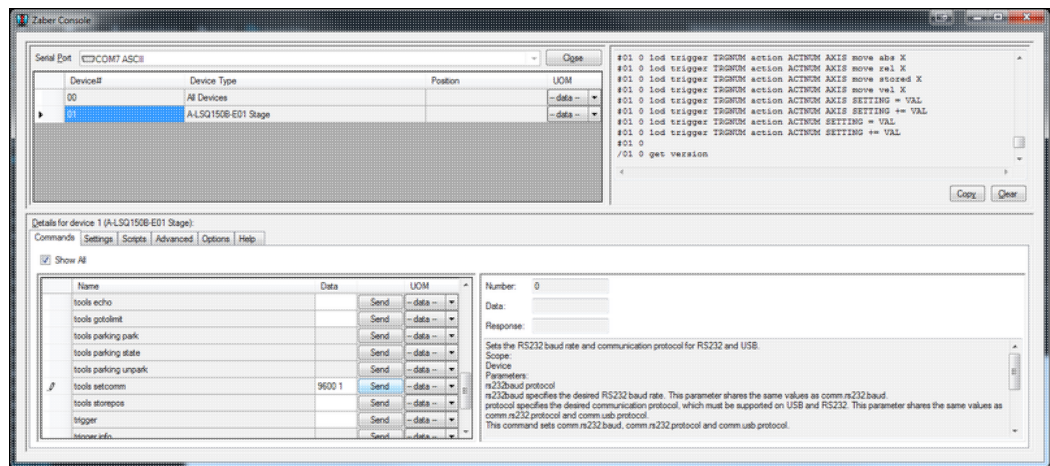 Zaber Console
Serial Port COM7 ASCII Close
Device# Device Type Position UOM
00 All Devices -- data --
01 A-LSQ150B-E01 Stage -- data --
#01 0 lod trigger TRGNUM action ACTNUM AXIS move abs X
#01 0 lod trigger TRGNUM action ACTNUM AXIS move rel X
#01 0 lod trigger TRGNUM action ACTNUM AXIS move stored X
#01 0 lod trigger TRGNUM action ACTNUM AXIS move vel X
#01 0 lod trigger TRGNUM action ACTNUM AXIS SETTING = VAL
#01 0 lod trigger TRGNUM action ACTNUM AXIS SETTING += VAL
#01 0 lod trigger TRGNUM action ACTNUM SETTING = VAL
#01 0 lod trigger TRGNUM action ACTNUM SETTING += VAL
#01 0
/01 0 get version
Copy Clear
Details for device 1 (A-LSQ150B-E01 Stage):
Commands Settings Scripts Advanced Options Help
Show All
Name Data UOM
tools echo Send -- data --
tools gotolimit Send -- data --
tools parking park Send -- data --
tools parking state Send -- data --
tools parking unpark Send -- data --
tools setcomm 9600 1 Send -- data --
tools storepos Send -- data --
trigger Send -- data --
trigger info Send -- data --
Number: 0
Data:
Response:
Sets the RS232 baud rate and communication protocol for RS232 and USB.
Scope:
Device
Parameters:
rs232baud protocol
rs232baud specifies the desired RS232 baud rate. This parameter shares the same values as comm.rs232.baud.
protocol specifies the desired communication protocol, which must be supported on USB and RS232. This parameter shares the same values as
comm.rs232.protocol and comm.usb.protocol.
This command sets comm.rs232.baud, comm.rs232.protocol and comm.usb.protocol.